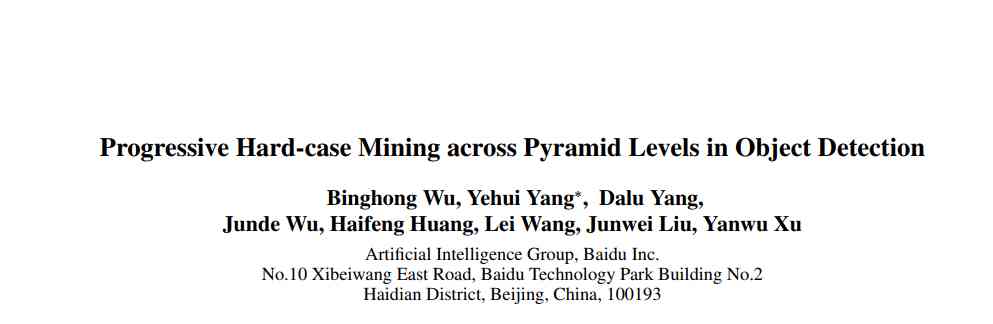 Progressive Hard-case Mining across Pyramid Levels in Object Detection
Binghong Wu, Yehui Yang*, Dalu Yang,
Junde Wu, Haifeng Huang, Lei Wang, Junwei Liu, Yanwu Xu
Artificial Intelligence Group, Baidu Inc.
No.10 Xibeiwang East Road, Baidu Technology Park Building No.2
Haidian District, Beijing, China, 100193